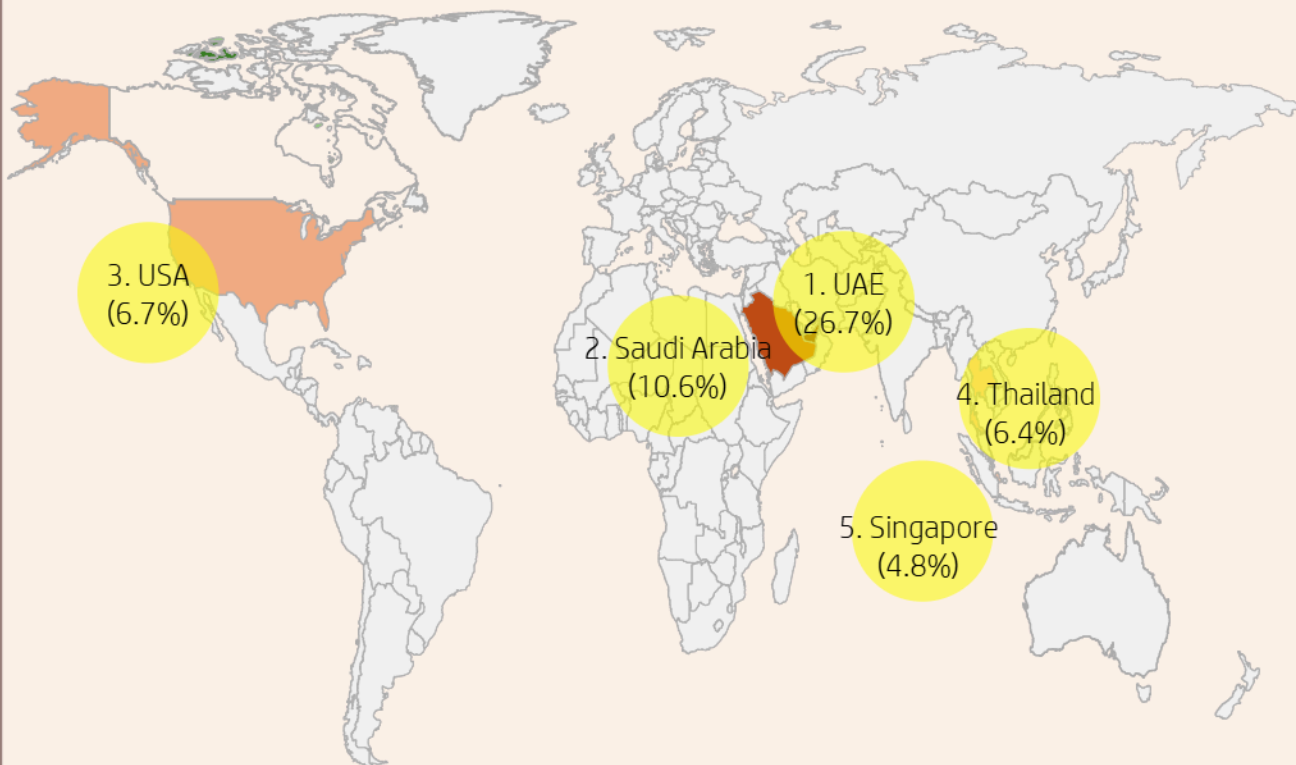 1. UAE
(26.7%)
2. Saudi Arabia
(10.6%)
3. USA
(6.7%)
4. Thailand
(6.4%)
5. Singapore
(4.8%)